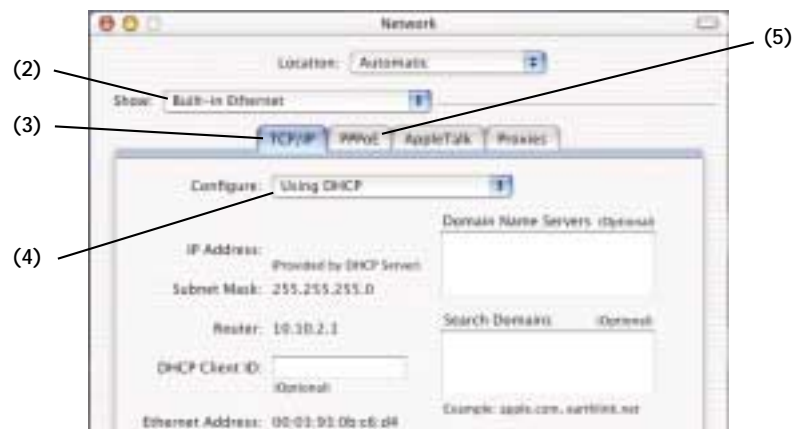 Network
(5)
Location: Automatic
(2)
Show: Built-in Ethernet
(3)
TCP/IP PPPoE AppleTalk Proxies
Configure: Using DHCP
Domain Name Servers (Optional)
(4)
IP Address:
(Provided by DHCP Server)
Subnet Mask: 255.255.255.0
Router: 10.10.2.1
Search Domains (Optional)
DHCP Client ID:
(Optional)
Example: apple.com, earthlink.net
Ethernet Address: 00:03:93:0b:c6:d4